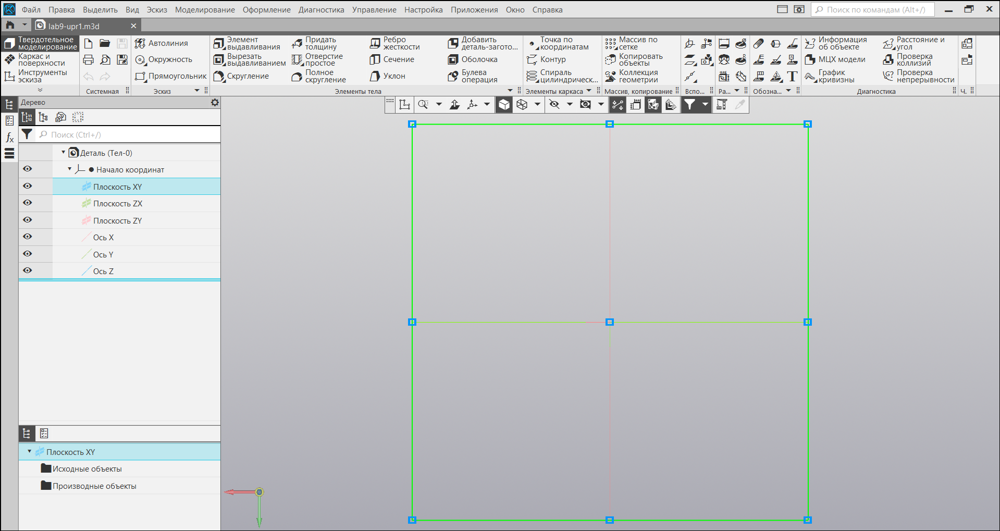 Файл Правка Выделить Вид Эскиз Моделирование Оформление Диагностика Управление Настройка Приложения Окно Справка Поиск по командам (Alt+/)
lab9-upr1.m3d
Твердотельное моделирование
Каркас и поверхности
Инструменты эскиза
Системная
Автолиния
Окружность
Прямоугольник
Эскиз
Элемент выдавливания
Вырезать выдавливанием
Скругление
Придать толщину
Отверстие простое
Полное скругление
Ребро жесткости
Сечение
Уклон
Добавить деталь-загото...
Оболочка
Булева операция
Элементы тела
Точка по координатам
Контур
Спираль цилиндрическ...
Элементы каркаса
Массив по сетке
Копировать объекты
Коллекция геометрии
Массив, копирование
Вспо...
Ра...
Обозна...
Информация об объекте
МЦХ модели
График кривизны
Расстояние и угол
Проверка коллизий
Проверка непрерывности
Диагностика
Ч.
Дерево
Поиск (Ctrl+/)
Деталь (Тел-0)
Начало координат
Плоскость XY
Плоскость ZX
Плоскость ZY
Ось X
Ось Y
Ось Z
Плоскость XY
Исходные объекты
Производные объекты